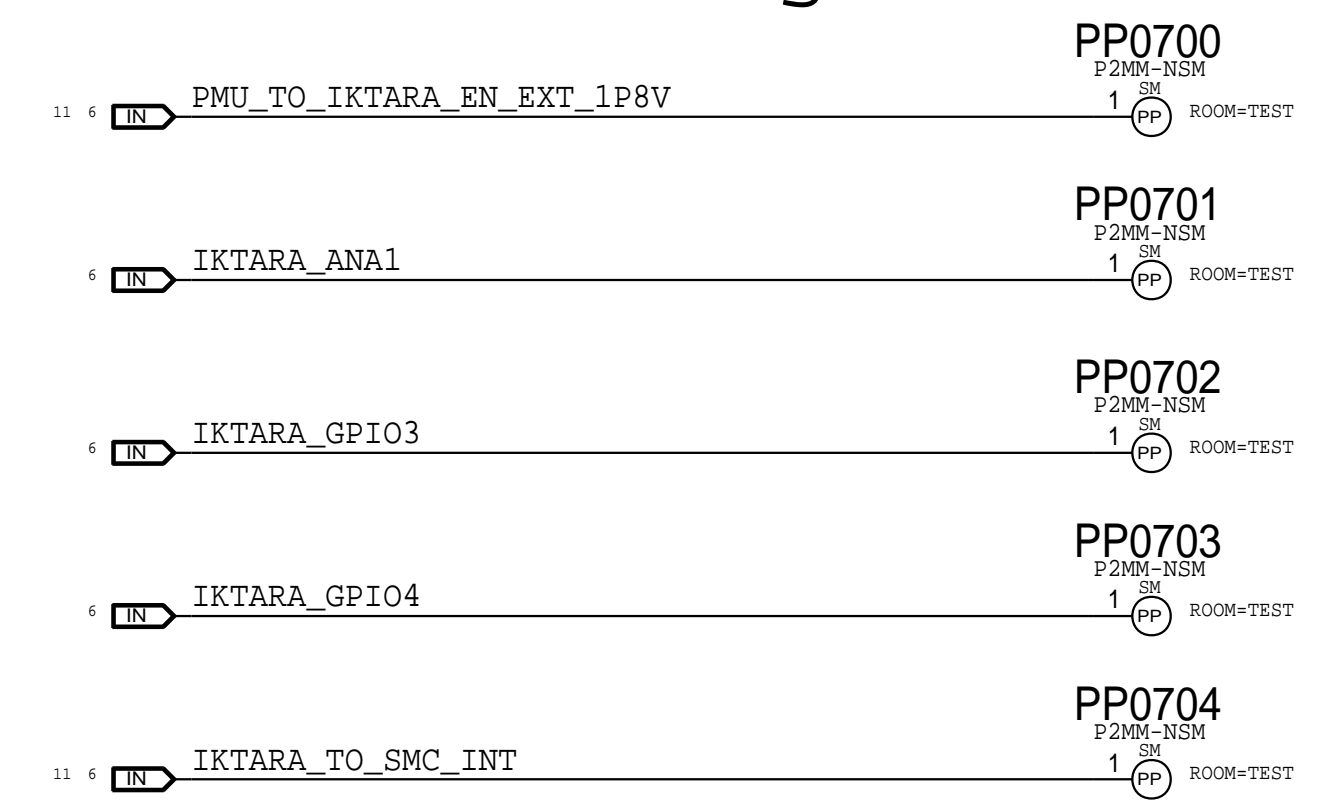 PP0700
P2MM-NSM
SM
11 6 IN PMU_TO_IKTARA_EN_EXT_1P8V 1 PP ROOM=TEST
PP0701
P2MM-NSM
SM
6 IN IKTARA_ANA1 1 PP ROOM=TEST
PP0702
P2MM-NSM
SM
6 IN IKTARA_GPIO3 1 PP ROOM=TEST
PP0703
P2MM-NSM
SM
6 IN IKTARA_GPIO4 1 PP ROOM=TEST
PP0704
P2MM-NSM
SM
11 6 IN IKTARA_TO_SMC_INT 1 PP ROOM=TEST